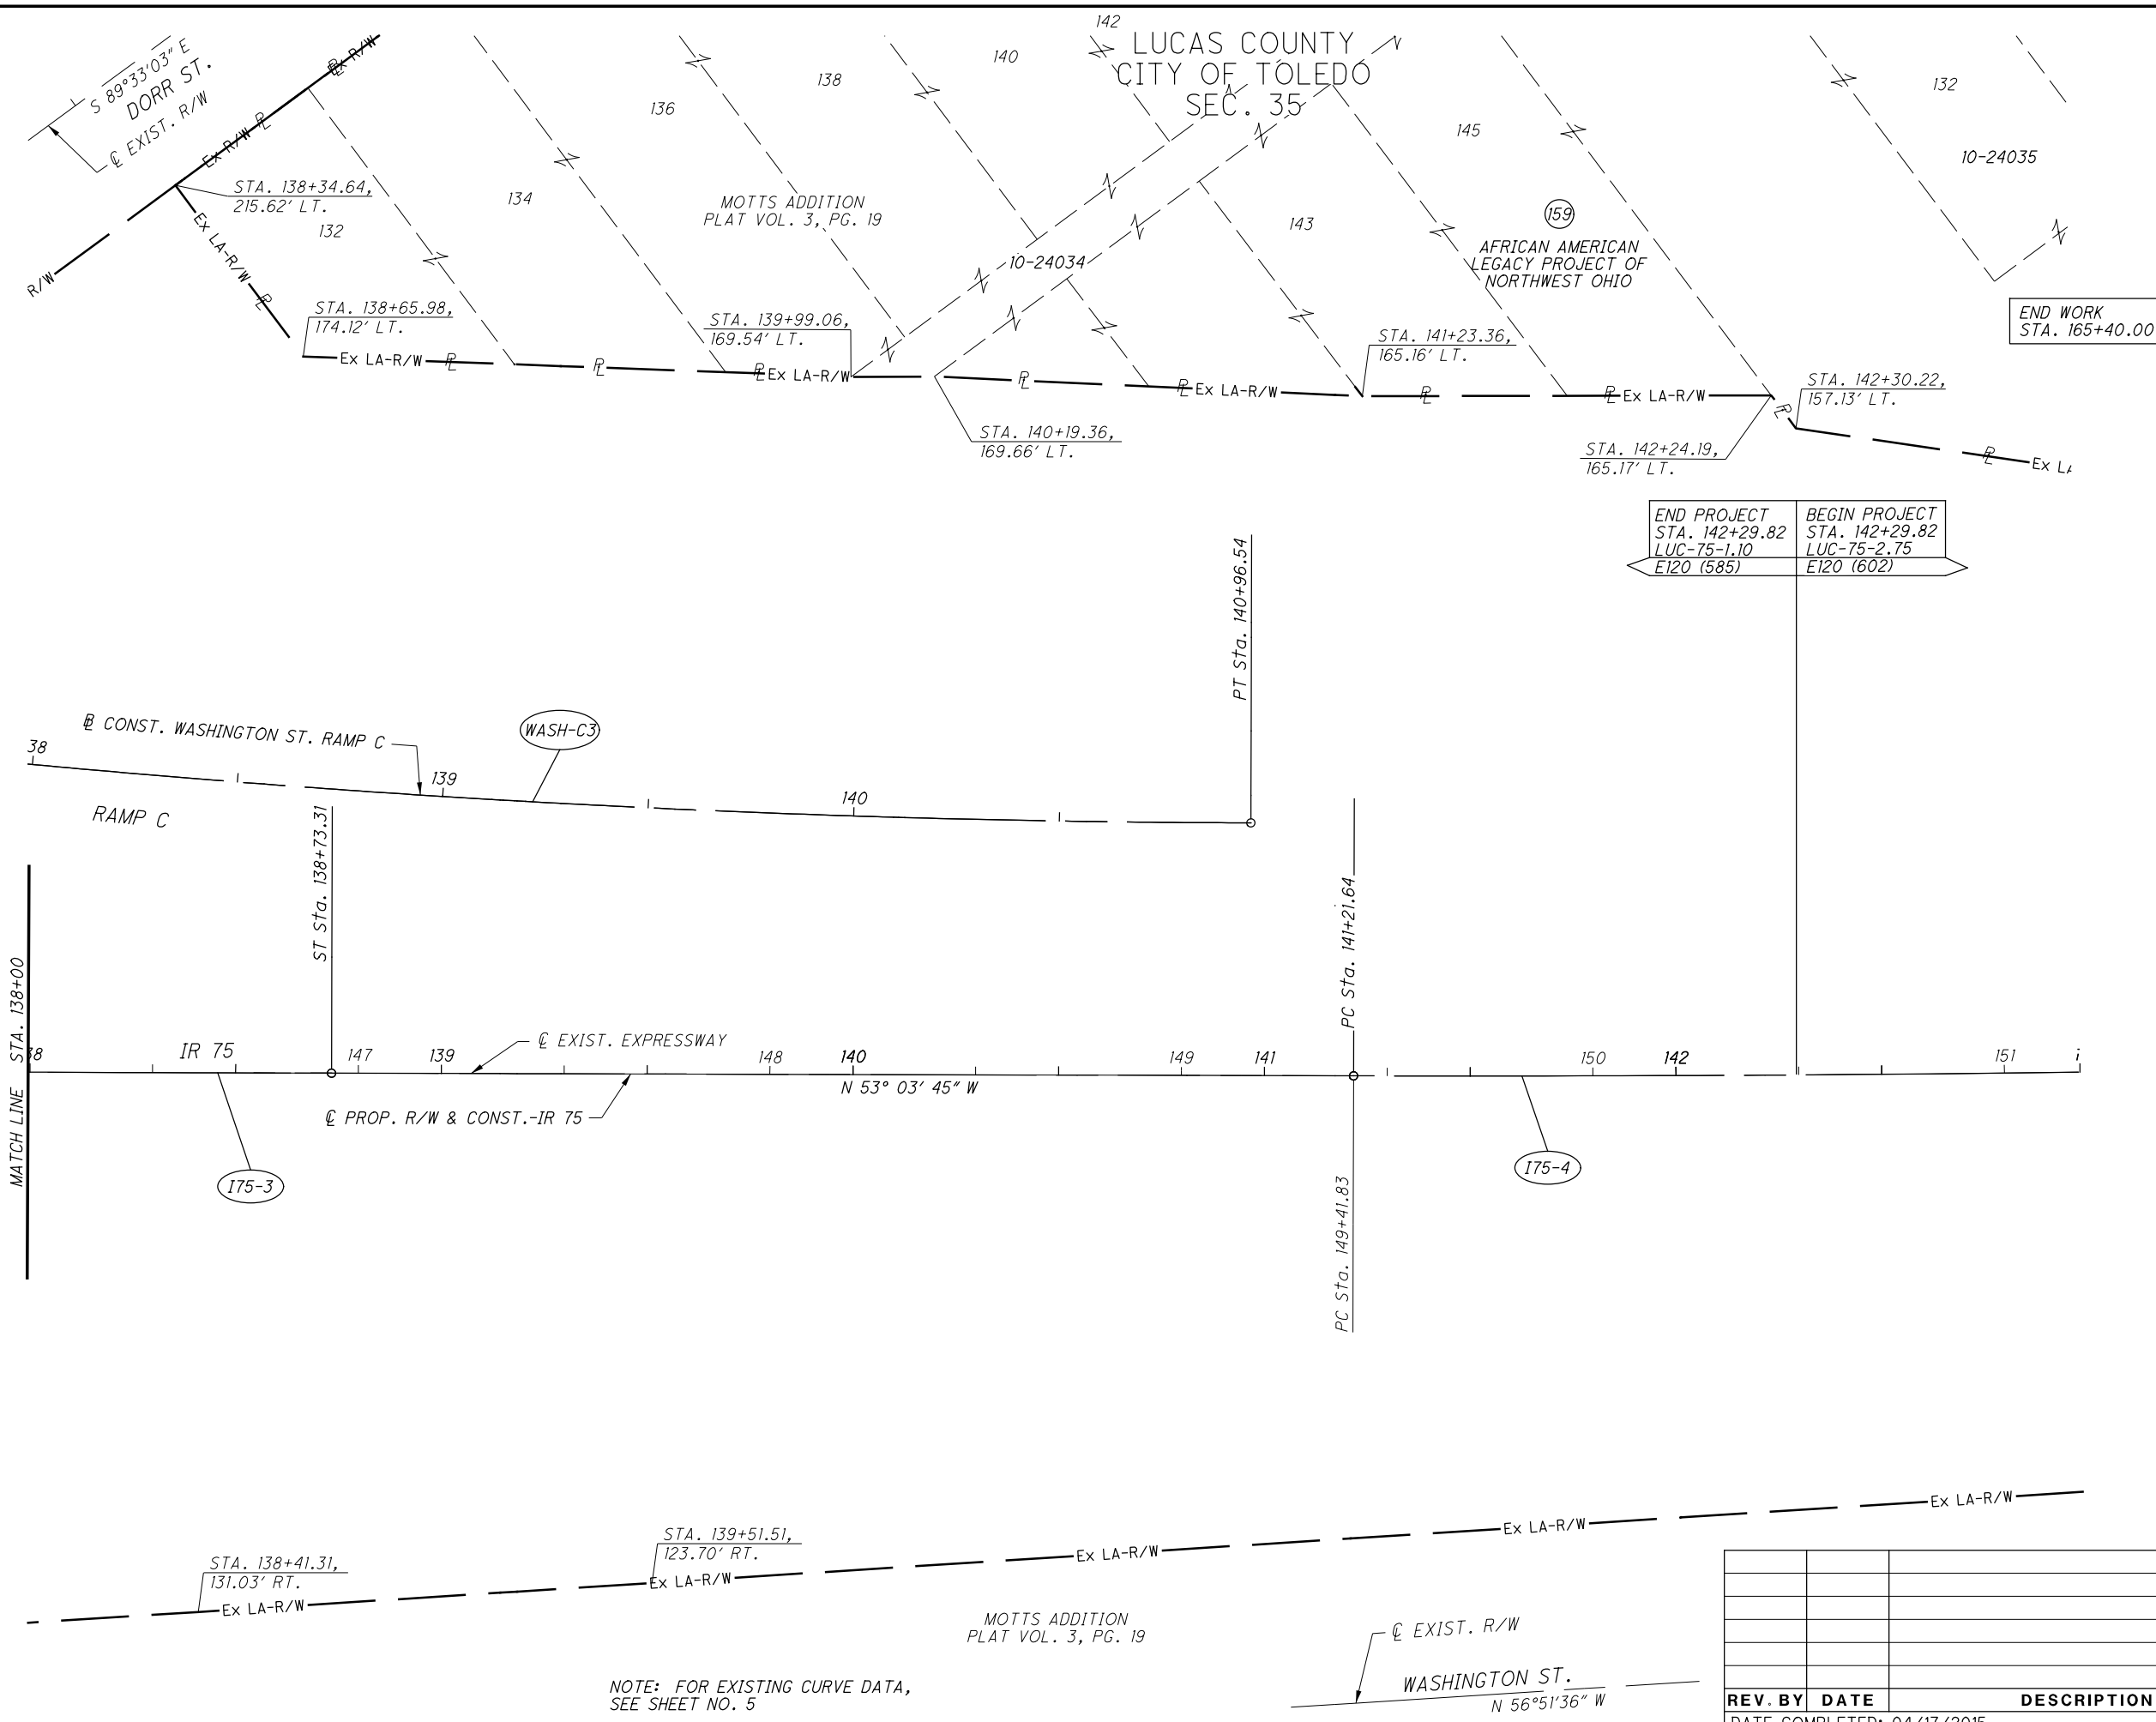 LUCAS COUNTY
CITY OF TOLEDO
SEC. 35
S 89°33'03" E
DORR ST.
℄ EXIST. R/W
Ex R/W
Ex R/W
R/W
STA. 138+34.64,
215.62' LT.
Ex LA-R/W
132
134
136
138
140
142
143
145
132
10-24035
10-24034
MOTTS ADDITION
PLAT VOL. 3, PG. 19
159
AFRICAN AMERICAN
LEGACY PROJECT OF
NORTHWEST OHIO
END WORK
STA. 165+40.00
STA. 138+65.98,
174.12' LT.
STA. 139+99.06,
169.54' LT.
STA. 141+23.36,
165.16' LT.
STA. 142+30.22,
157.13' LT.
Ex LA-R/W
Ex LA-R/W
Ex LA-R/W
Ex LA-R/W
STA. 140+19.36,
169.66' LT.
STA. 142+24.19,
165.17' LT.
END PROJECT
STA. 142+29.82
LUC-75-1.10
E120 (585)
BEGIN PROJECT
STA. 142+29.82
LUC-75-2.75
E120 (602)
PT Sta. 140+96.54
38
BL CONST. WASHINGTON ST. RAMP C
WASH-C3
139
140
RAMP C
ST Sta. 138+73.31
PC Sta. 141+21.64
MATCH LINE STA. 138+00
38
IR 75
147
139
℄ EXIST. EXPRESSWAY
148
140
149
141
150
142
151
N 53° 03' 45" W
℄ PROP. R/W & CONST.-IR 75
I75-3
I75-4
PC Sta. 149+41.83
STA. 138+41.31,
131.03' RT.
STA. 139+51.51,
123.70' RT.
Ex LA-R/W
Ex LA-R/W
Ex LA-R/W
Ex LA-R/W
Ex LA-R/W
MOTTS ADDITION
PLAT VOL. 3, PG. 19
℄ EXIST. R/W
WASHINGTON ST.
N 56°51'36" W
NOTE: FOR EXISTING CURVE DATA,
SEE SHEET NO. 5
REV. BY DATE DESCRIPTION
DATE COMPLETED: 04/17/2015